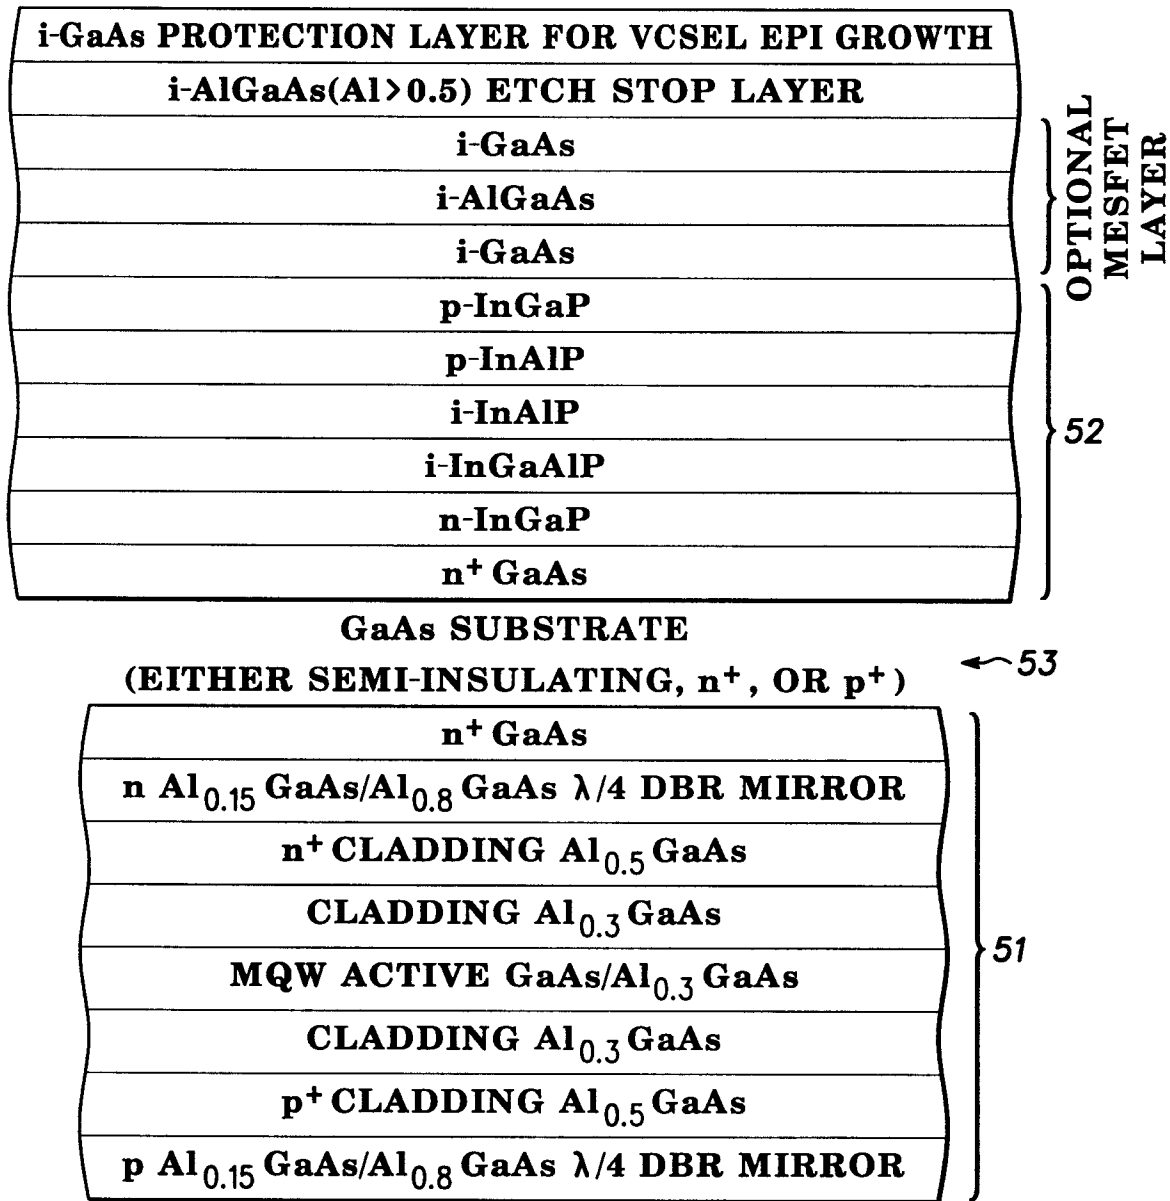 i-GaAs PROTECTION LAYER FOR VCSEL EPI GROWTH
i-AlGaAs(Al>0.5) ETCH STOP LAYER
i-GaAs
i-AlGaAs
i-GaAs
OPTIONAL
MESFET
LAYER
p-InGaP
p-InAlP
i-InAlP
i-InGaAlP
n-InGaP
n⁺ GaAs
52
GaAs SUBSTRATE
(EITHER SEMI-INSULATING, n⁺, OR p⁺)
53
n⁺ GaAs
n Al₀.₁₅ GaAs/Al₀.₈ GaAs λ/4 DBR MIRROR
n⁺ CLADDING Al₀.₅ GaAs
CLADDING Al₀.₃ GaAs
MQW ACTIVE GaAs/Al₀.₃ GaAs
CLADDING Al₀.₃ GaAs
p⁺ CLADDING Al₀.₅ GaAs
p Al₀.₁₅ GaAs/Al₀.₈ GaAs λ/4 DBR MIRROR
51